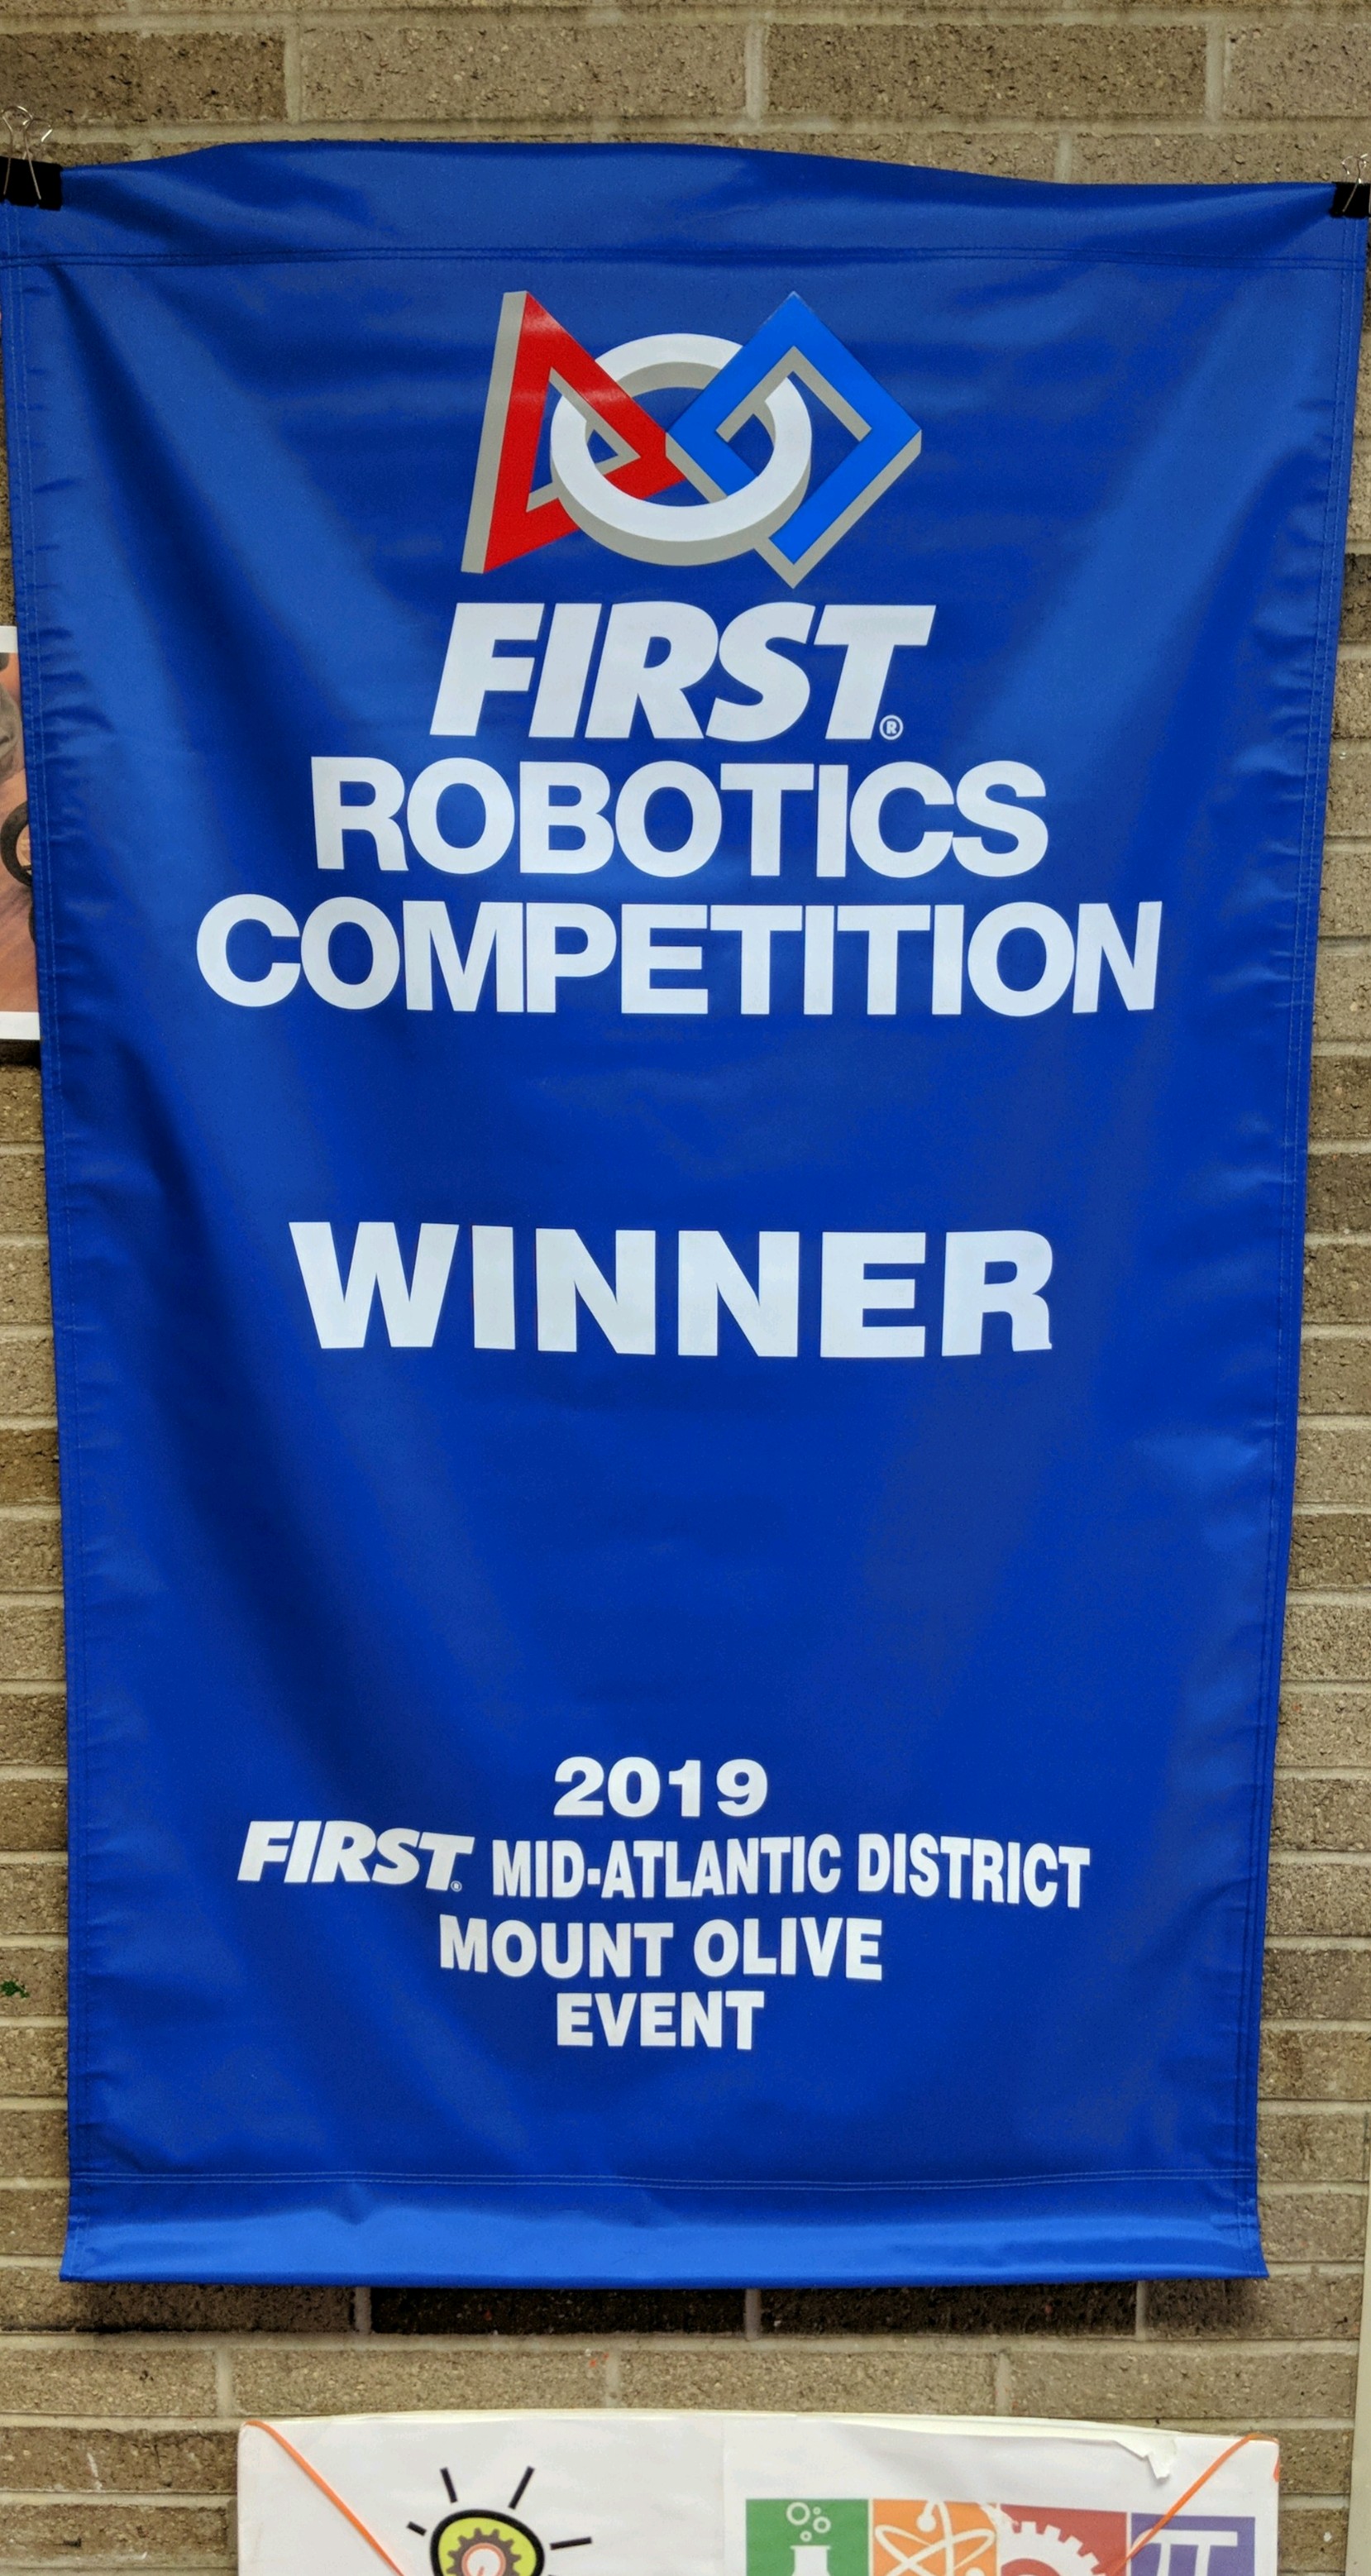 FIRST®
ROBOTICS
COMPETITION
WINNER
2019
FIRST® MID-ATLANTIC DISTRICT
MOUNT OLIVE
EVENT
π